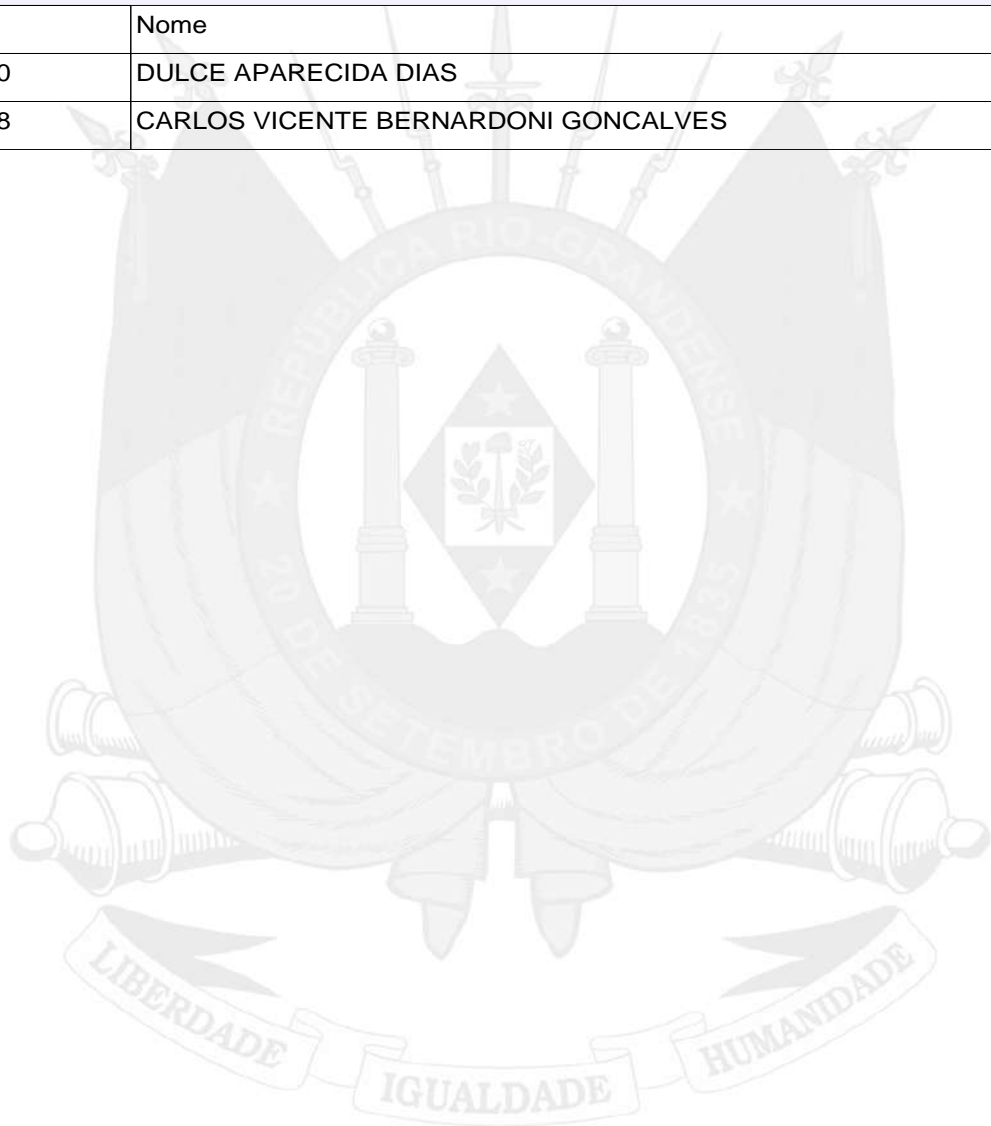 Nome
0 DULCE APARECIDA DIAS
8 CARLOS VICENTE BERNARDONI GONCALVES
REPÚBLICA RIO-GRANDENSE
20 DE SETEMBRO DE 1835
LIBERDADE IGUALDADE HUMANIDADE